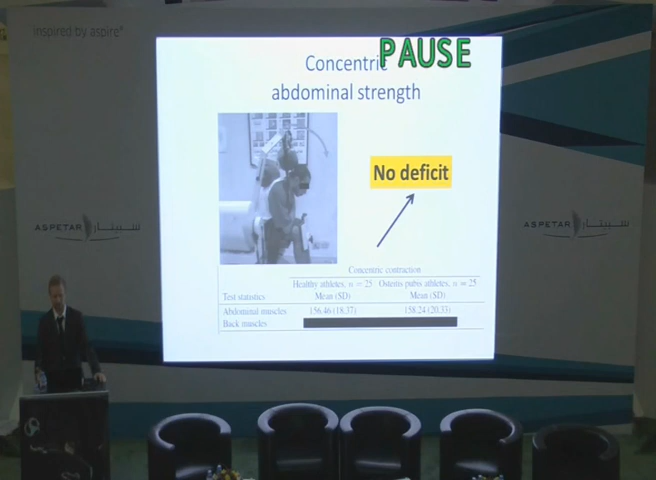 inspired by aspire
PAUSE
Concentric
abdominal strength
No deficit
ASPETAR سبيتار
ASPETAR سبيتار
Concentric contraction
Healthy athletes, n = 25 Osteitis pubis athletes, n = 25
Test statistics Mean (SD) Mean (SD)
Abdominal muscles 156.46 (18.37) 158.24 (20.33)
Back muscles